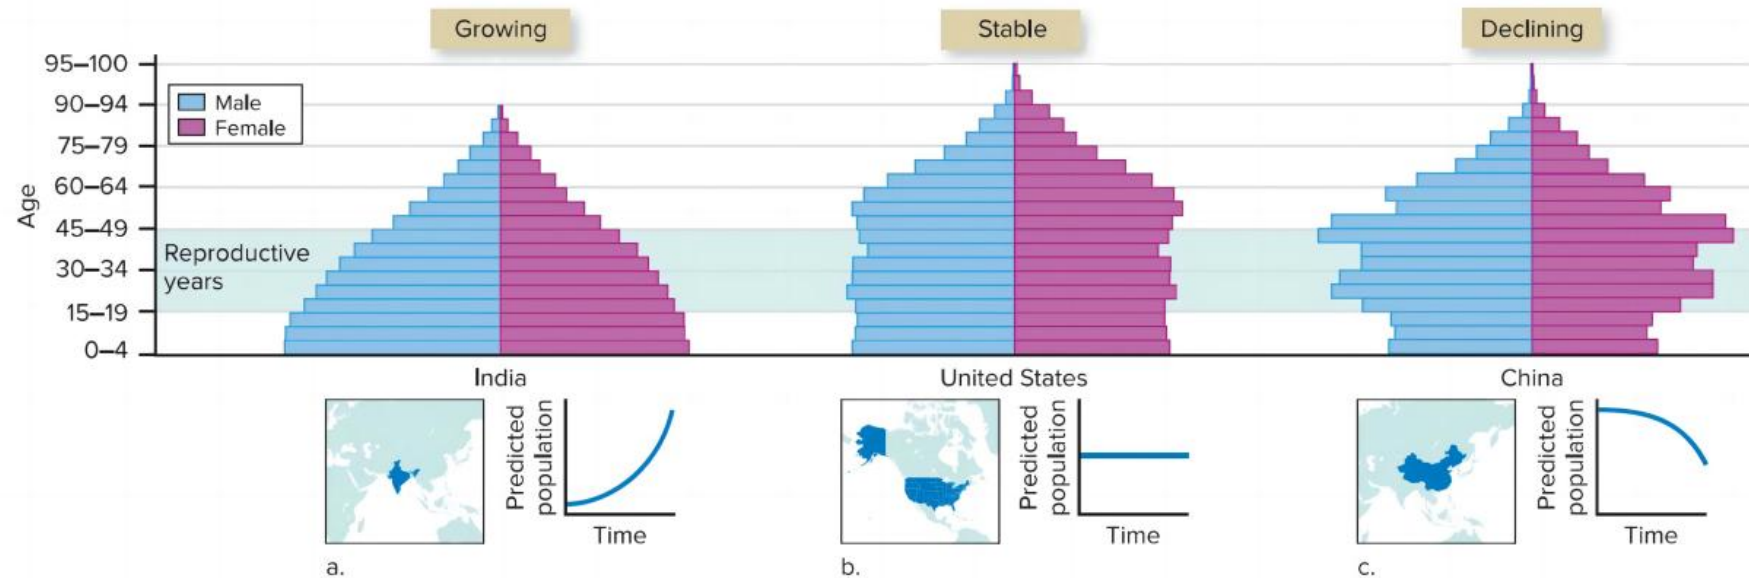 Growing
Stable
Declining
95–100
90–94
75–79
60–64
45–49
30–34
15–19
0–4
Age
Male
Female
Reproductive
years
India
United States
China
Predicted
population
Time
Predicted
population
Time
Predicted
population
Time
a.
b.
c.